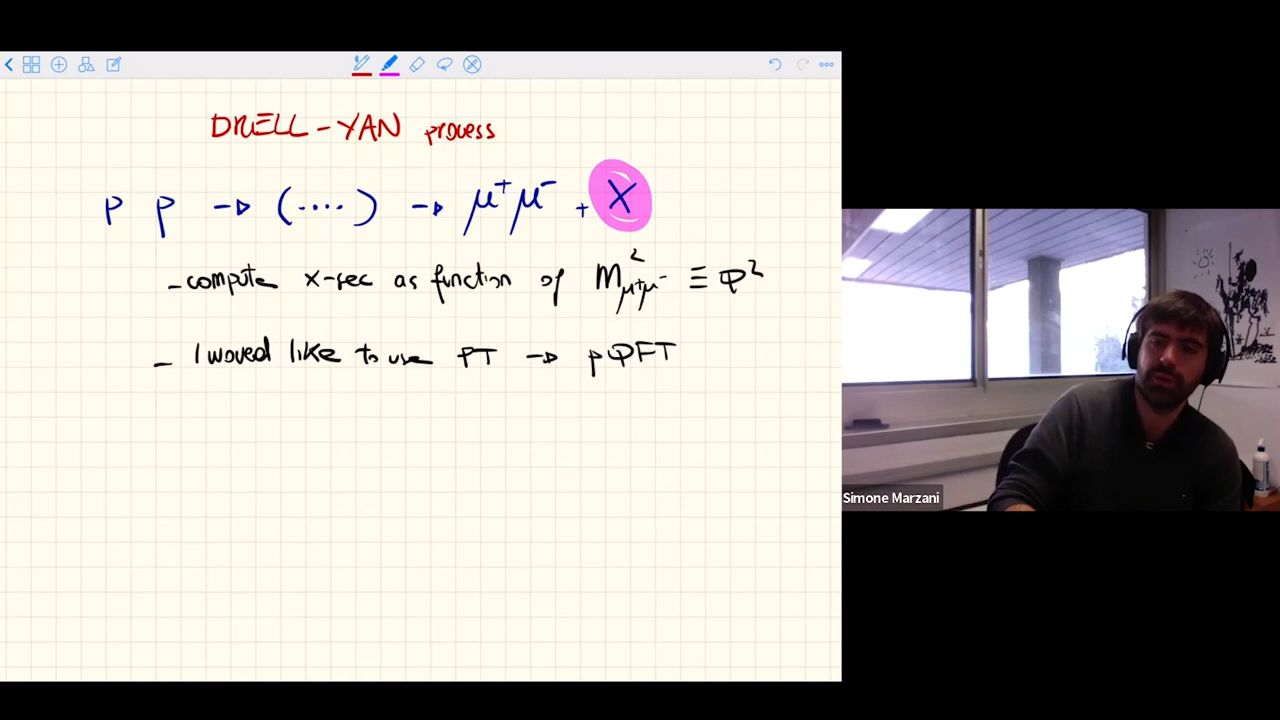 DRELL-YAN process
p p → (....) → μ⁺μ⁻ + X
- compute x-sec as function of M²μ⁺μ⁻ ≡ Q²
- I would like to use PT → pQFT
Simone Marzani